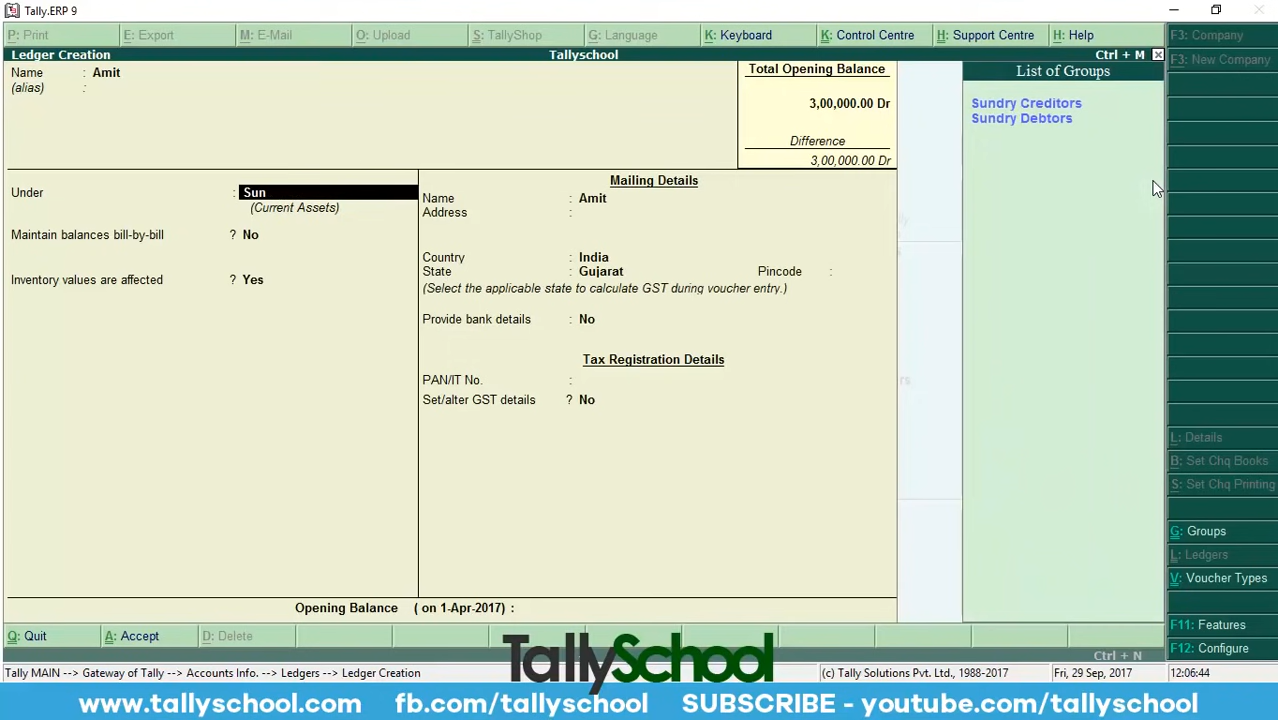 Tally.ERP 9
P: Print E: Export M: E-Mail O: Upload S: TallyShop G: Language K: Keyboard K: Control Centre H: Support Centre H: Help F3: Company
Ledger Creation Tallyschool Ctrl + M
F3: New Company
Name : Amit
(alias) :
Total Opening Balance
3,00,000.00 Dr
Difference
3,00,000.00 Dr
List of Groups
Sundry Creditors
Sundry Debtors
Under : Sun
(Current Assets)
Maintain balances bill-by-bill ? No
Inventory values are affected ? Yes
Mailing Details
Name : Amit
Address :
Country : India
State : Gujarat Pincode :
(Select the applicable state to calculate GST during voucher entry.)
Provide bank details : No
Tax Registration Details
PAN/IT No. :
Set/alter GST details ? No
L: Details
B: Set Chq Books
S: Set Chq Printing
G: Groups
L: Ledgers
V: Voucher Types
F11: Features
F12: Configure
Opening Balance ( on 1-Apr-2017) :
Q: Quit A: Accept D: Delete
TallySchool
Ctrl + N
Tally MAIN --> Gateway of Tally --> Accounts Info. --> Ledgers --> Ledger Creation (c) Tally Solutions Pvt. Ltd., 1988-2017 Fri, 29 Sep, 2017 12:06:44
www.tallyschool.com fb.com/tallyschool SUBSCRIBE - youtube.com/tallyschool